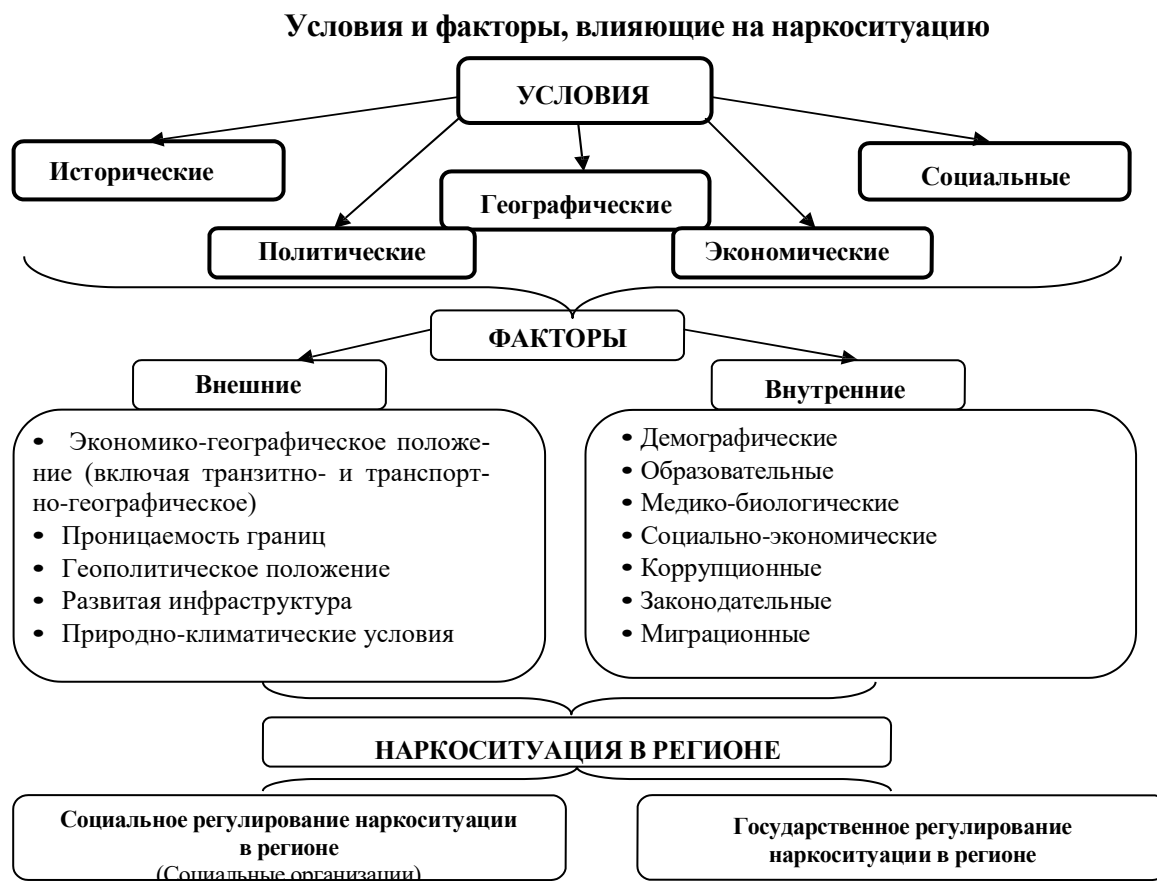 Условия и факторы, влияющие на наркоситуацию
УСЛОВИЯ
Исторические
Социальные
Географические
Политические
Экономические
ФАКТОРЫ
Внешние
Внутренние
• Экономико-географическое положе-
ние (включая транзитно- и транспорт-
но-географическое)
• Проницаемость границ
• Геополитическое положение
• Развитая инфраструктура
• Природно-климатические условия
• Демографические
• Образовательные
• Медико-биологические
• Социально-экономические
• Коррупционные
• Законодательные
• Миграционные
НАРКОСИТУАЦИЯ В РЕГИОНЕ
Социальное регулирование наркоситуации
в регионе
(Социальные организации)
Государственное регулирование
наркоситуации в регионе